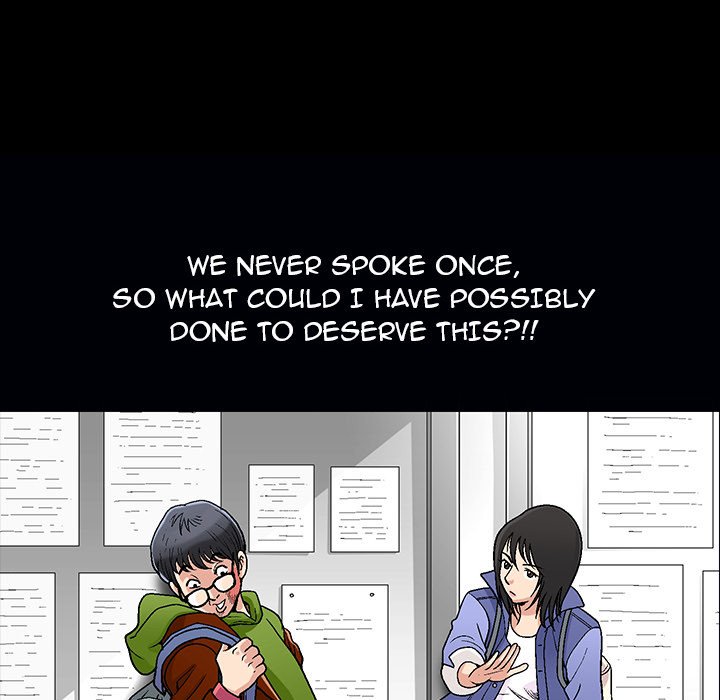 WE NEVER SPOKE ONCE,
SO WHAT COULD I HAVE POSSIBLY
DONE TO DESERVE THIS?!!